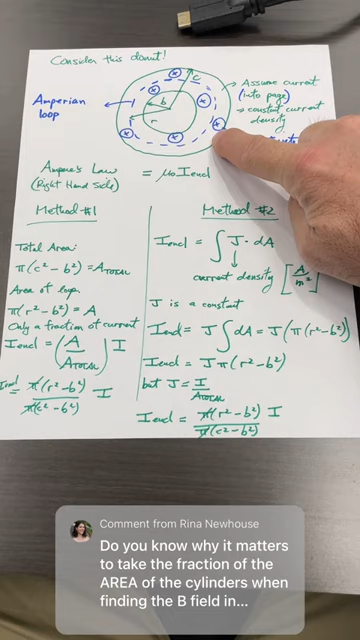 Consider this donut!
c
b
r
x
x
x
x
x
x
→ Assume current
(into page)
→ constant current
density
Amperian
loop
Ampere's Law
(Right Hand Side)
= μ₀Iencl
Method #1
Total Area:
π(c²-b²) = ATOTAL
Area of loop
π(r²-b²) = A
Only a fraction of current
Iencl = (A/ATOTAL) I
Iencl = π(r²-b²)/π(c²-b²) I
Method #2
Iencl = ∫ J · dA
current density [A/m²]
J is a constant
Iencl = J ∫ dA = J(π(r²-b²))
Iencl = J π(r²-b²)
but J = I/ATOTAL
Iencl = π(r²-b²)/π(c²-b²) I
Comment from Rina Newhouse
Do you know why it matters
to take the fraction of the
AREA of the cylinders when
finding the B field in...